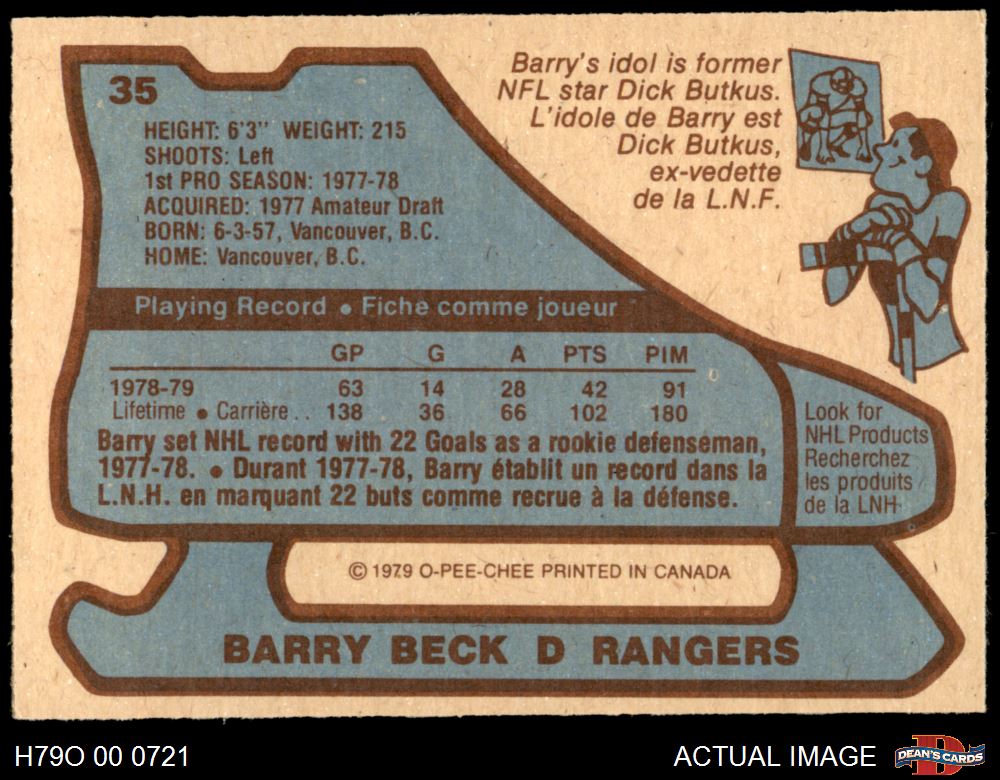 35
HEIGHT: 6'3" WEIGHT: 215
SHOOTS: Left
1st PRO SEASON: 1977-78
ACQUIRED: 1977 Amateur Draft
BORN: 6-3-57, Vancouver, B.C.
HOME: Vancouver, B.C.
Barry's idol is former
NFL star Dick Butkus.
L'idole de Barry est
Dick Butkus,
ex-vedette
de la L.N.F.
Playing Record • Fiche comme joueur
GP G A PTS PIM
1978-79 63 14 28 42 91
Lifetime • Carrière . . 138 36 66 102 180
Barry set NHL record with 22 Goals as a rookie defenseman,
1977-78. • Durant 1977-78, Barry établit un record dans la
L.N.H. en marquant 22 buts comme recrue à la défense.
Look for
NHL Products
Recherchez
les produits
de la LNH
© 1979 O-PEE-CHEE PRINTED IN CANADA
BARRY BECK D RANGERS
H79O 00 0721
ACTUAL IMAGE
D
DEAN'S CARDS